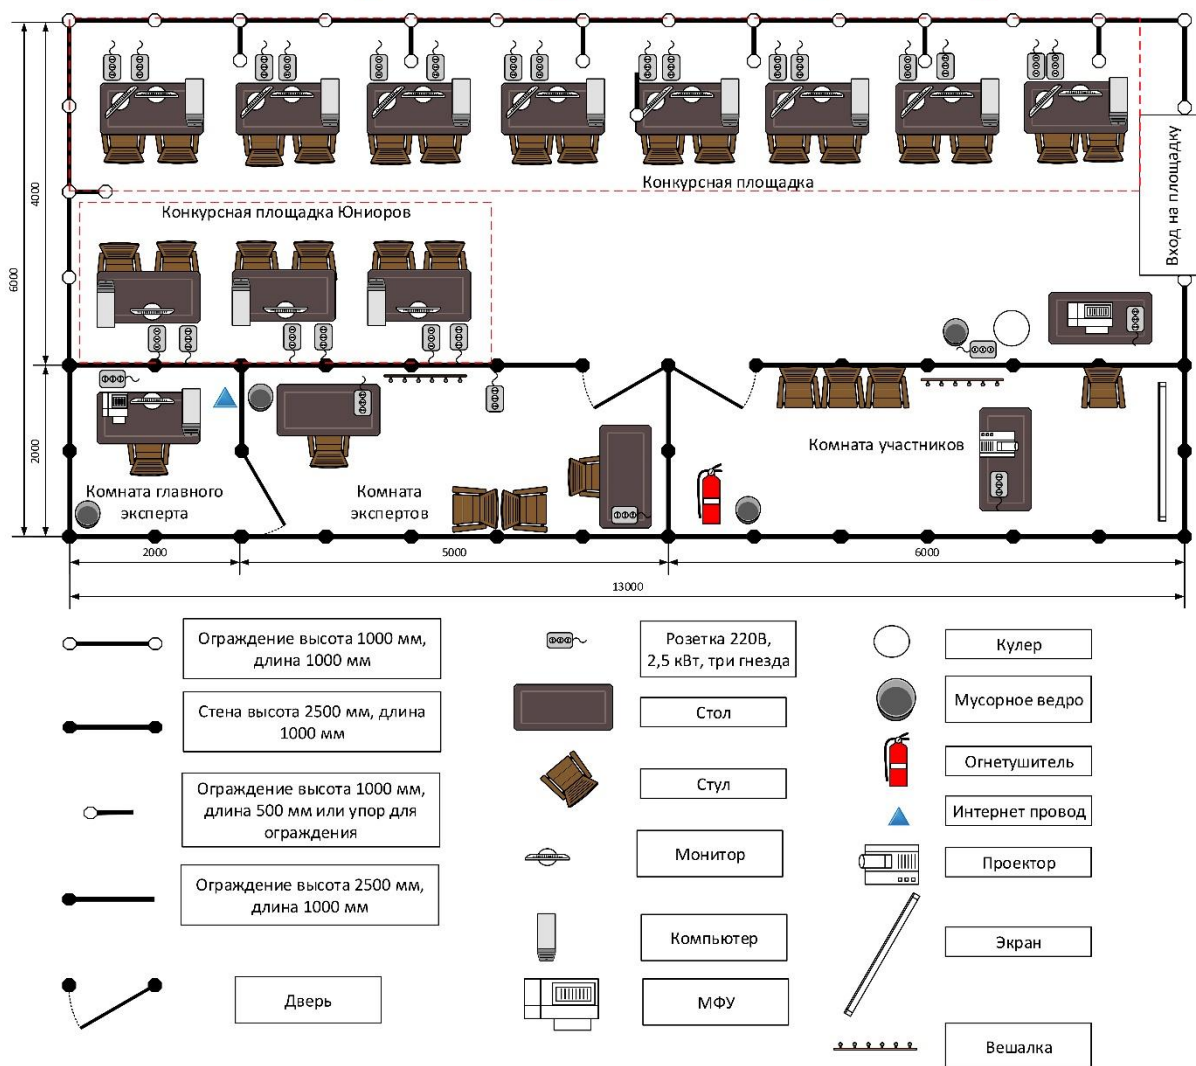 Конкурсная площадка
Конкурсная площадка Юниоров
Вход на площадку
4000
6000
2000
Комната главного
эксперта
Комната
экспертов
Комната участников
2000
5000
6000
13000
Ограждение высота 1000 мм,
длина 1000 мм
Стена высота 2500 мм, длина
1000 мм
Ограждение высота 1000 мм,
длина 500 мм или упор для
ограждения
Ограждение высота 2500 мм,
длина 1000 мм
Дверь
Розетка 220В,
2,5 кВт, три гнезда
Стол
Стул
Монитор
Компьютер
МФУ
Кулер
Мусорное ведро
Огнетушитель
Интернет провод
Проектор
Экран
Вешалка